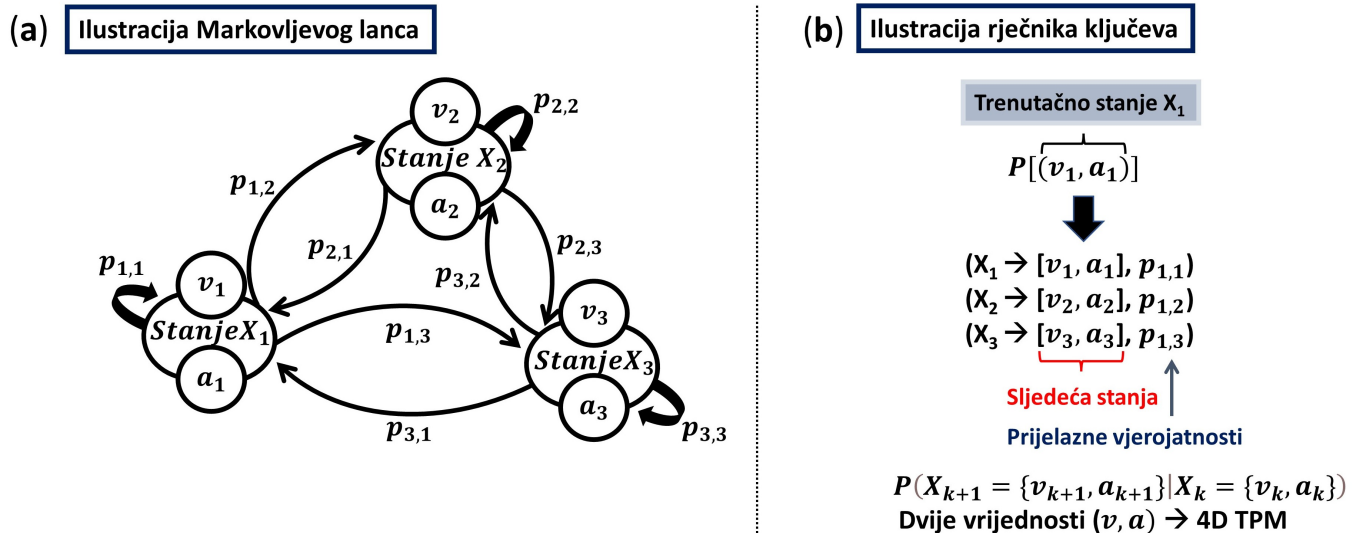 (a) Ilustracija Markovljevog lanca
v₂
p₂,₂
Stanje X₂
a₂
p₁,₂
p₂,₁
p₂,₃
p₃,₂
p₁,₁
v₁
StanjeX₁
a₁
p₁,₃
v₃
StanjeX₃
a₃
p₃,₁
p₃,₃
(b) Ilustracija rječnika ključeva
Trenutačno stanje X₁
P[(v₁, a₁)]
(X₁ → [v₁, a₁], p₁,₁)
(X₂ → [v₂, a₂], p₁,₂)
(X₃ → [v₃, a₃], p₁,₃)
Sljedeća stanja
Prijelazne vjerojatnosti
P(Xₖ₊₁ = {vₖ₊₁, aₖ₊₁}|Xₖ = {vₖ, aₖ})
Dvije vrijednosti (v, a) → 4D TPM